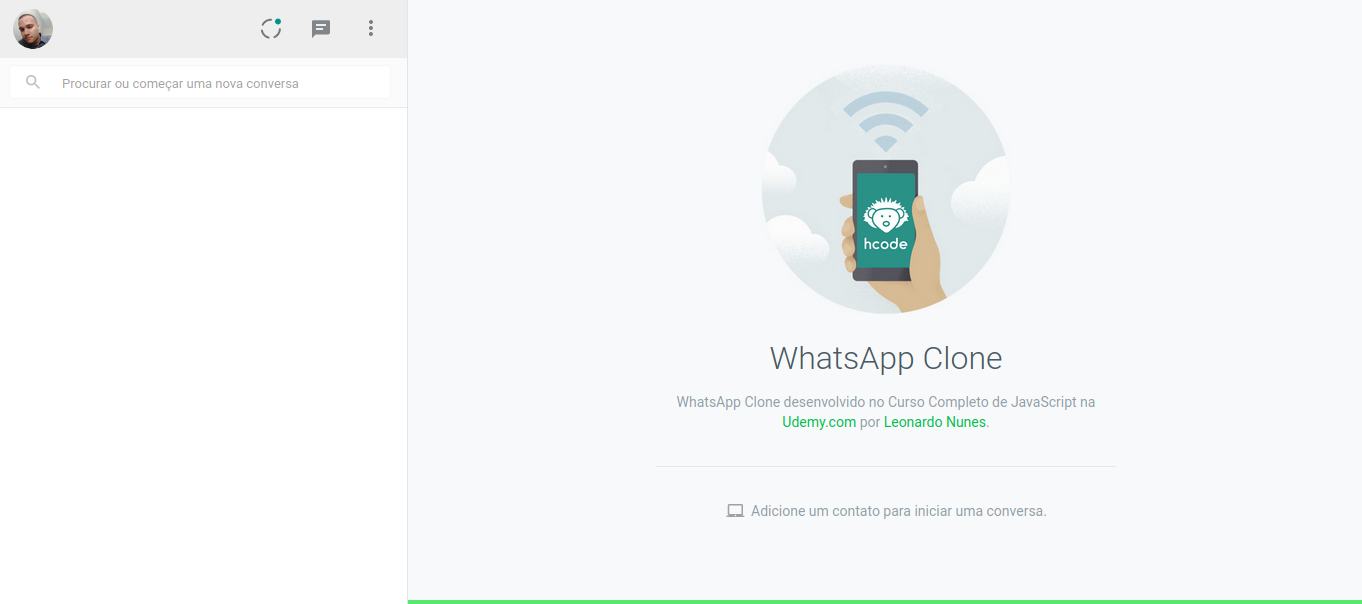 Procurar ou começar uma nova conversa
hcode
WhatsApp Clone
WhatsApp Clone desenvolvido no Curso Completo de JavaScript na
Udemy.com por Leonardo Nunes.
Adicione um contato para iniciar uma conversa.